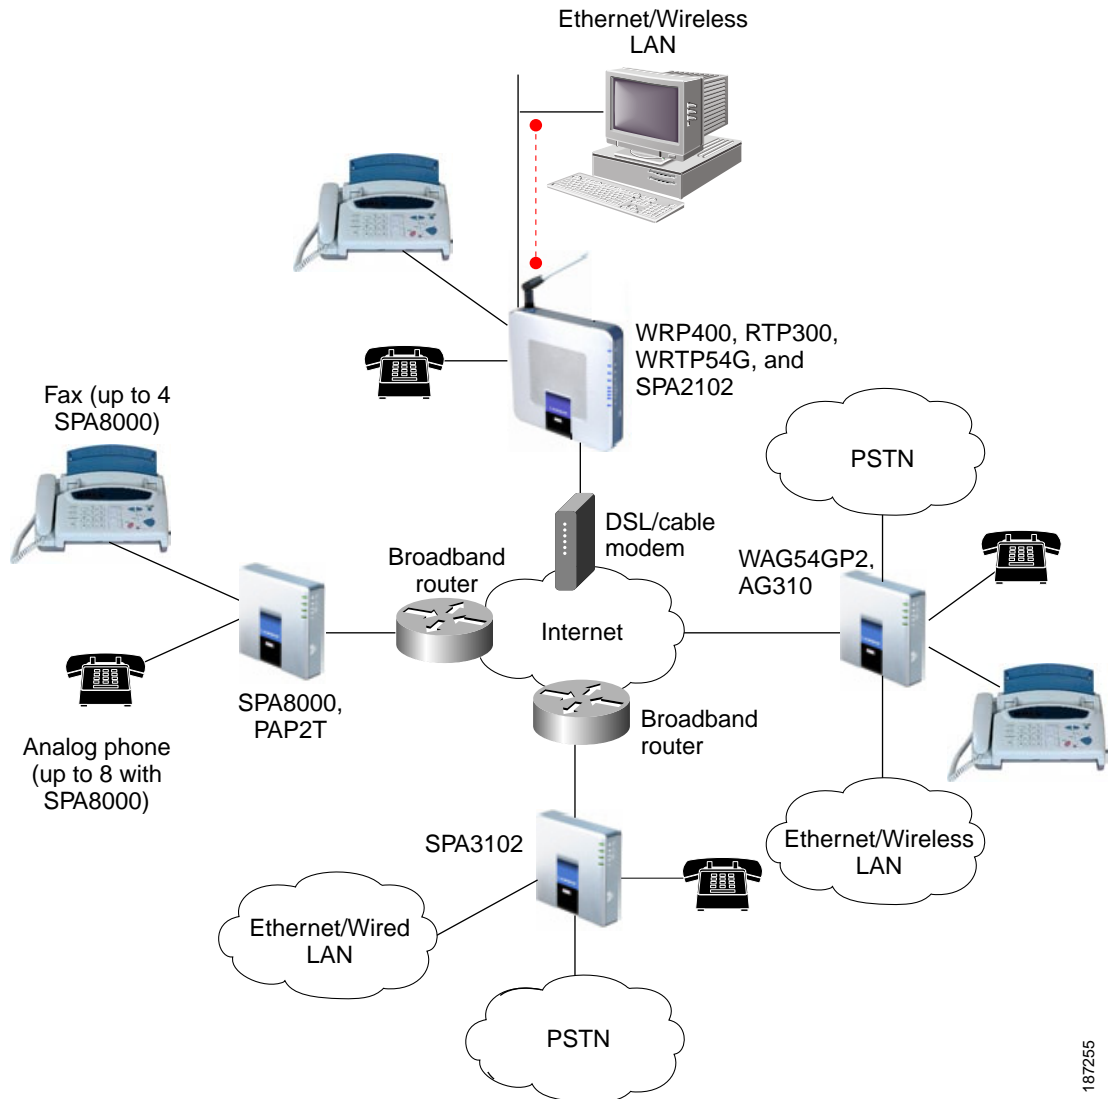 Ethernet/Wireless
LAN
WRP400, RTP300,
WRTP54G, and
SPA2102
Fax (up to 4
SPA8000)
PSTN
DSL/cable
modem
Broadband
router
WAG54GP2,
AG310
Internet
SPA8000,
PAP2T
Broadband
router
Analog phone
(up to 8 with
SPA8000)
SPA3102
Ethernet/Wireless
LAN
Ethernet/Wired
LAN
PSTN
187255